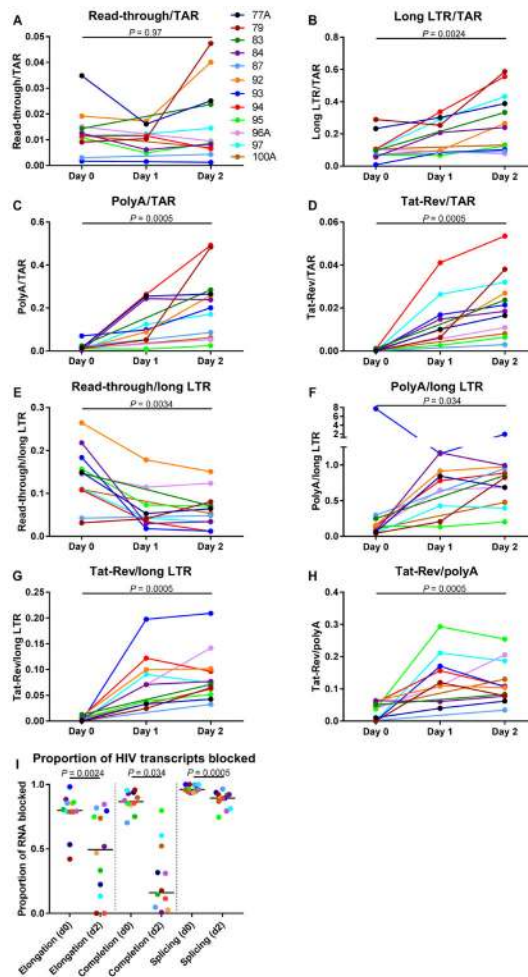 A
Read-through/TAR
P = 0.97
Read-through/TAR
0.05
0.04
0.03
0.02
0.01
0.00
Day 0 Day 1 Day 2
77A
79
83
84
87
92
93
94
95
96A
97
100A
B
Long LTR/TAR
P = 0.0024
Long LTR/TAR
0.8
0.6
0.4
0.2
0.0
Day 0 Day 1 Day 2
C
PolyA/TAR
P = 0.0005
PolyA/TAR
0.6
0.4
0.2
0.0
Day 0 Day 1 Day 2
D
Tat-Rev/TAR
P = 0.0005
Tat-Rev/TAR
0.06
0.04
0.02
0.00
Day 0 Day 1 Day 2
E
Read-through/long LTR
P = 0.0034
Read-through/long LTR
0.3
0.2
0.1
0.0
Day 0 Day 1 Day 2
F
PolyA/long LTR
P = 0.034
PolyA/long LTR
8
6
4
2
1.0
0.5
0.0
Day 0 Day 1 Day 2
G
Tat-Rev/long LTR
P = 0.0005
Tat-Rev/long LTR
0.25
0.20
0.15
0.10
0.05
0.00
Day 0 Day 1 Day 2
H
Tat-Rev/polyA
P = 0.0005
Tat-Rev/polyA
0.4
0.3
0.2
0.1
0.0
Day 0 Day 1 Day 2
I
Proportion of HIV transcripts blocked
P = 0.0024 P = 0.034 P = 0.0005
Proportion of RNA blocked
1.0
0.5
0.0
Elongation (d0)
Elongation (d2)
Completion (d0)
Completion (d2)
Splicing (d0)
Splicing (d2)